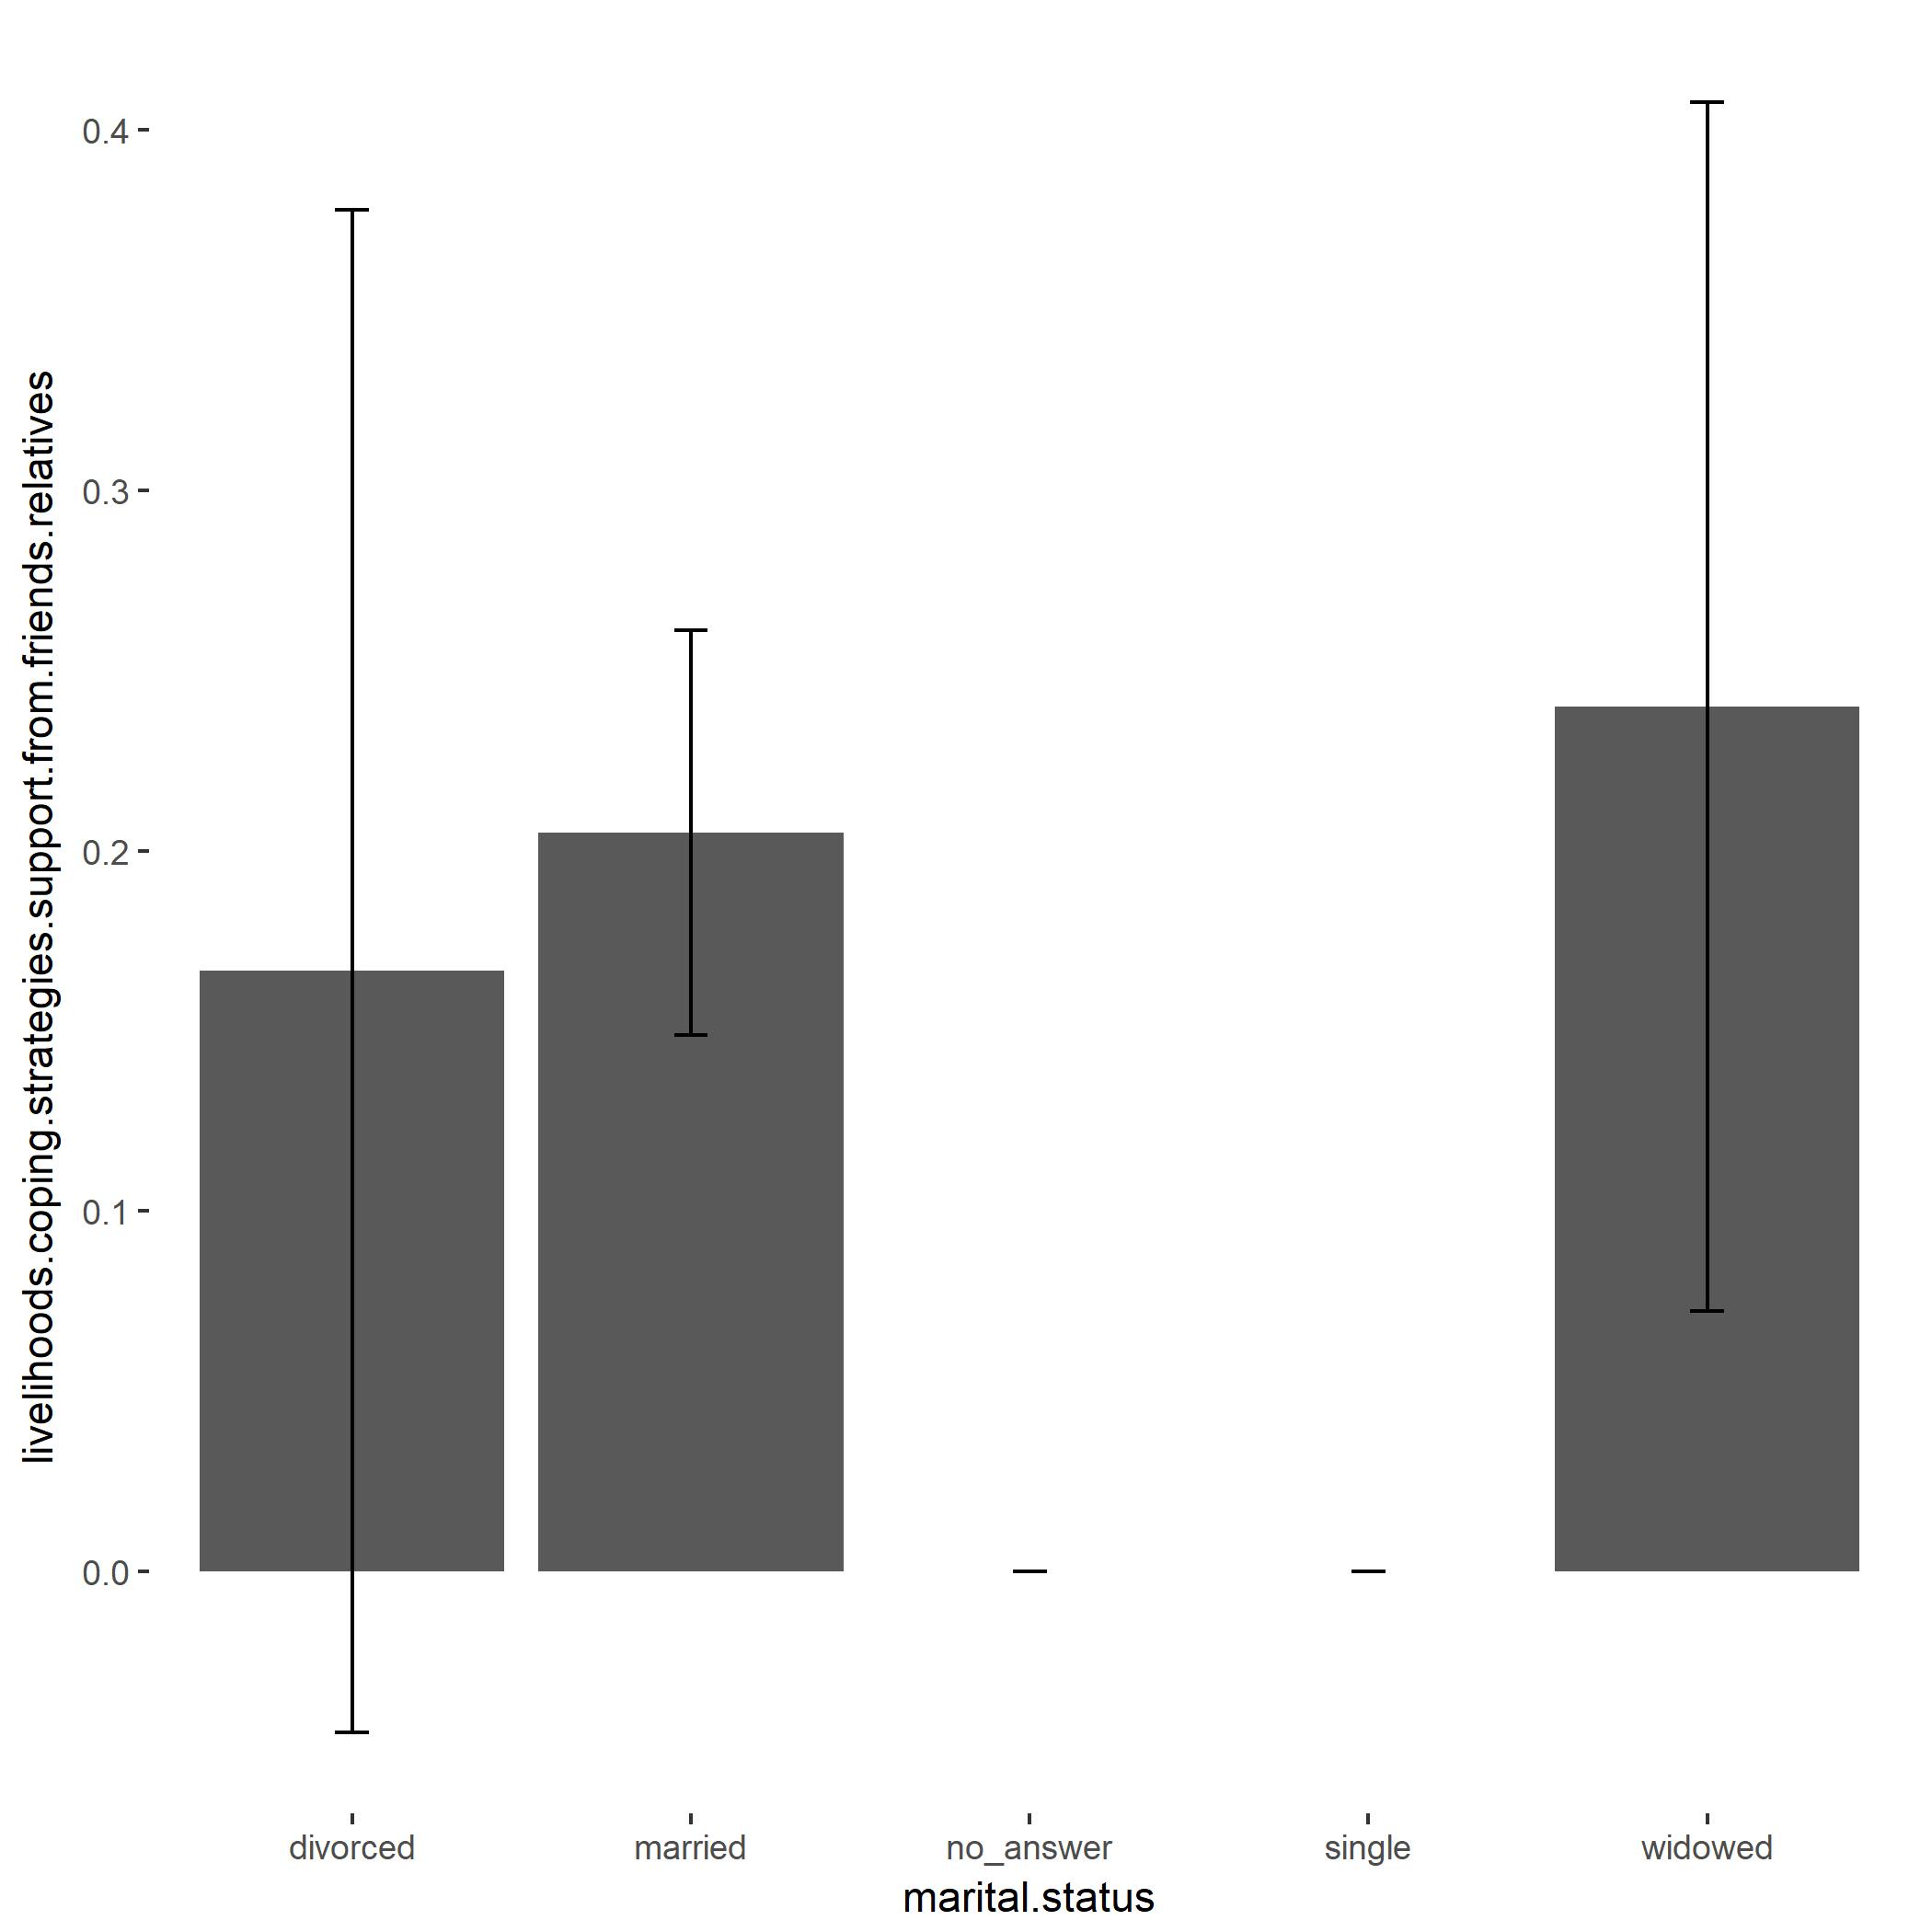 livelihoods.coping.strategies.support.from.friends.relatives
0.4
0.3
0.2
0.1
0.0
divorced married no_answer single widowed
marital.status